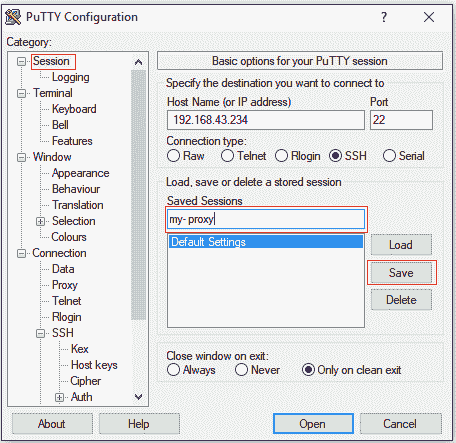 PuTTY Configuration
Category:
Session
Logging
Terminal
Keyboard
Bell
Features
Window
Appearance
Behaviour
Translation
Selection
Colours
Connection
Data
Proxy
Telnet
Rlogin
SSH
Kex
Host keys
Cipher
Auth
Basic options for your PuTTY session
Specify the destination you want to connect to
Host Name (or IP address) Port
192.168.43.234 22
Connection type:
Raw Telnet Rlogin SSH Serial
Load, save or delete a stored session
Saved Sessions
my- proxy
Default Settings
Load
Save
Delete
Close window on exit:
Always Never Only on clean exit
About Help Open Cancel